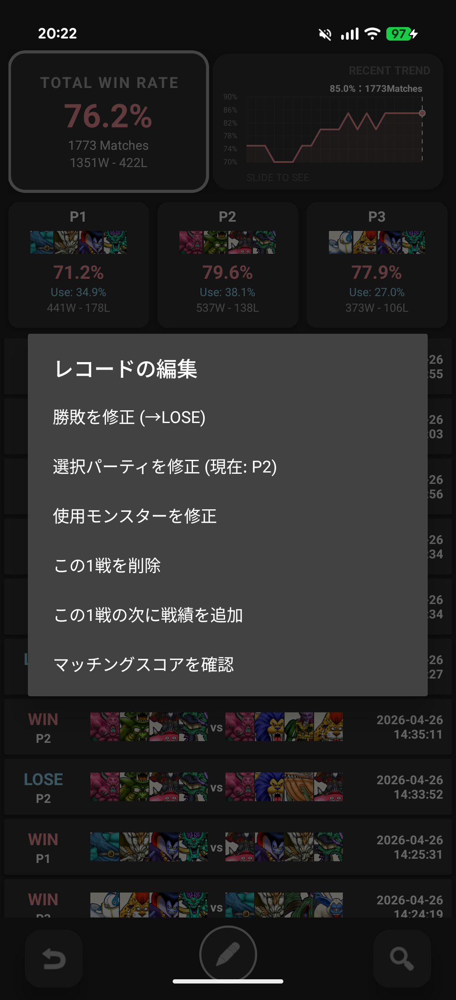 20:22
97
TOTAL WIN RATE
76.2%
1773 Matches
1351W - 422L
RECENT TREND
85.0%：1773Matches
90%
86%
82%
78%
74%
70%
SLIDE TO SEE
P1
71.2%
Use: 34.9%
441W - 178L
P2
79.6%
Use: 38.1%
537W - 138L
P3
77.9%
Use: 27.0%
373W - 106L
レコードの編集
勝敗を修正 (→LOSE)
選択パーティを修正 (現在: P2)
使用モンスターを修正
この1戦を削除
この1戦の次に戦績を追加
マッチングスコアを確認
-26
:55
-26
:03
-26
:56
-26
:34
-26
:34
L
-26
:27
WIN
P2
vs
2026-04-26
14:35:11
LOSE
P2
vs
2026-04-26
14:33:52
WIN
P1
vs
2026-04-26
14:25:31
WIN
vs
2026-04-26
14:24:19